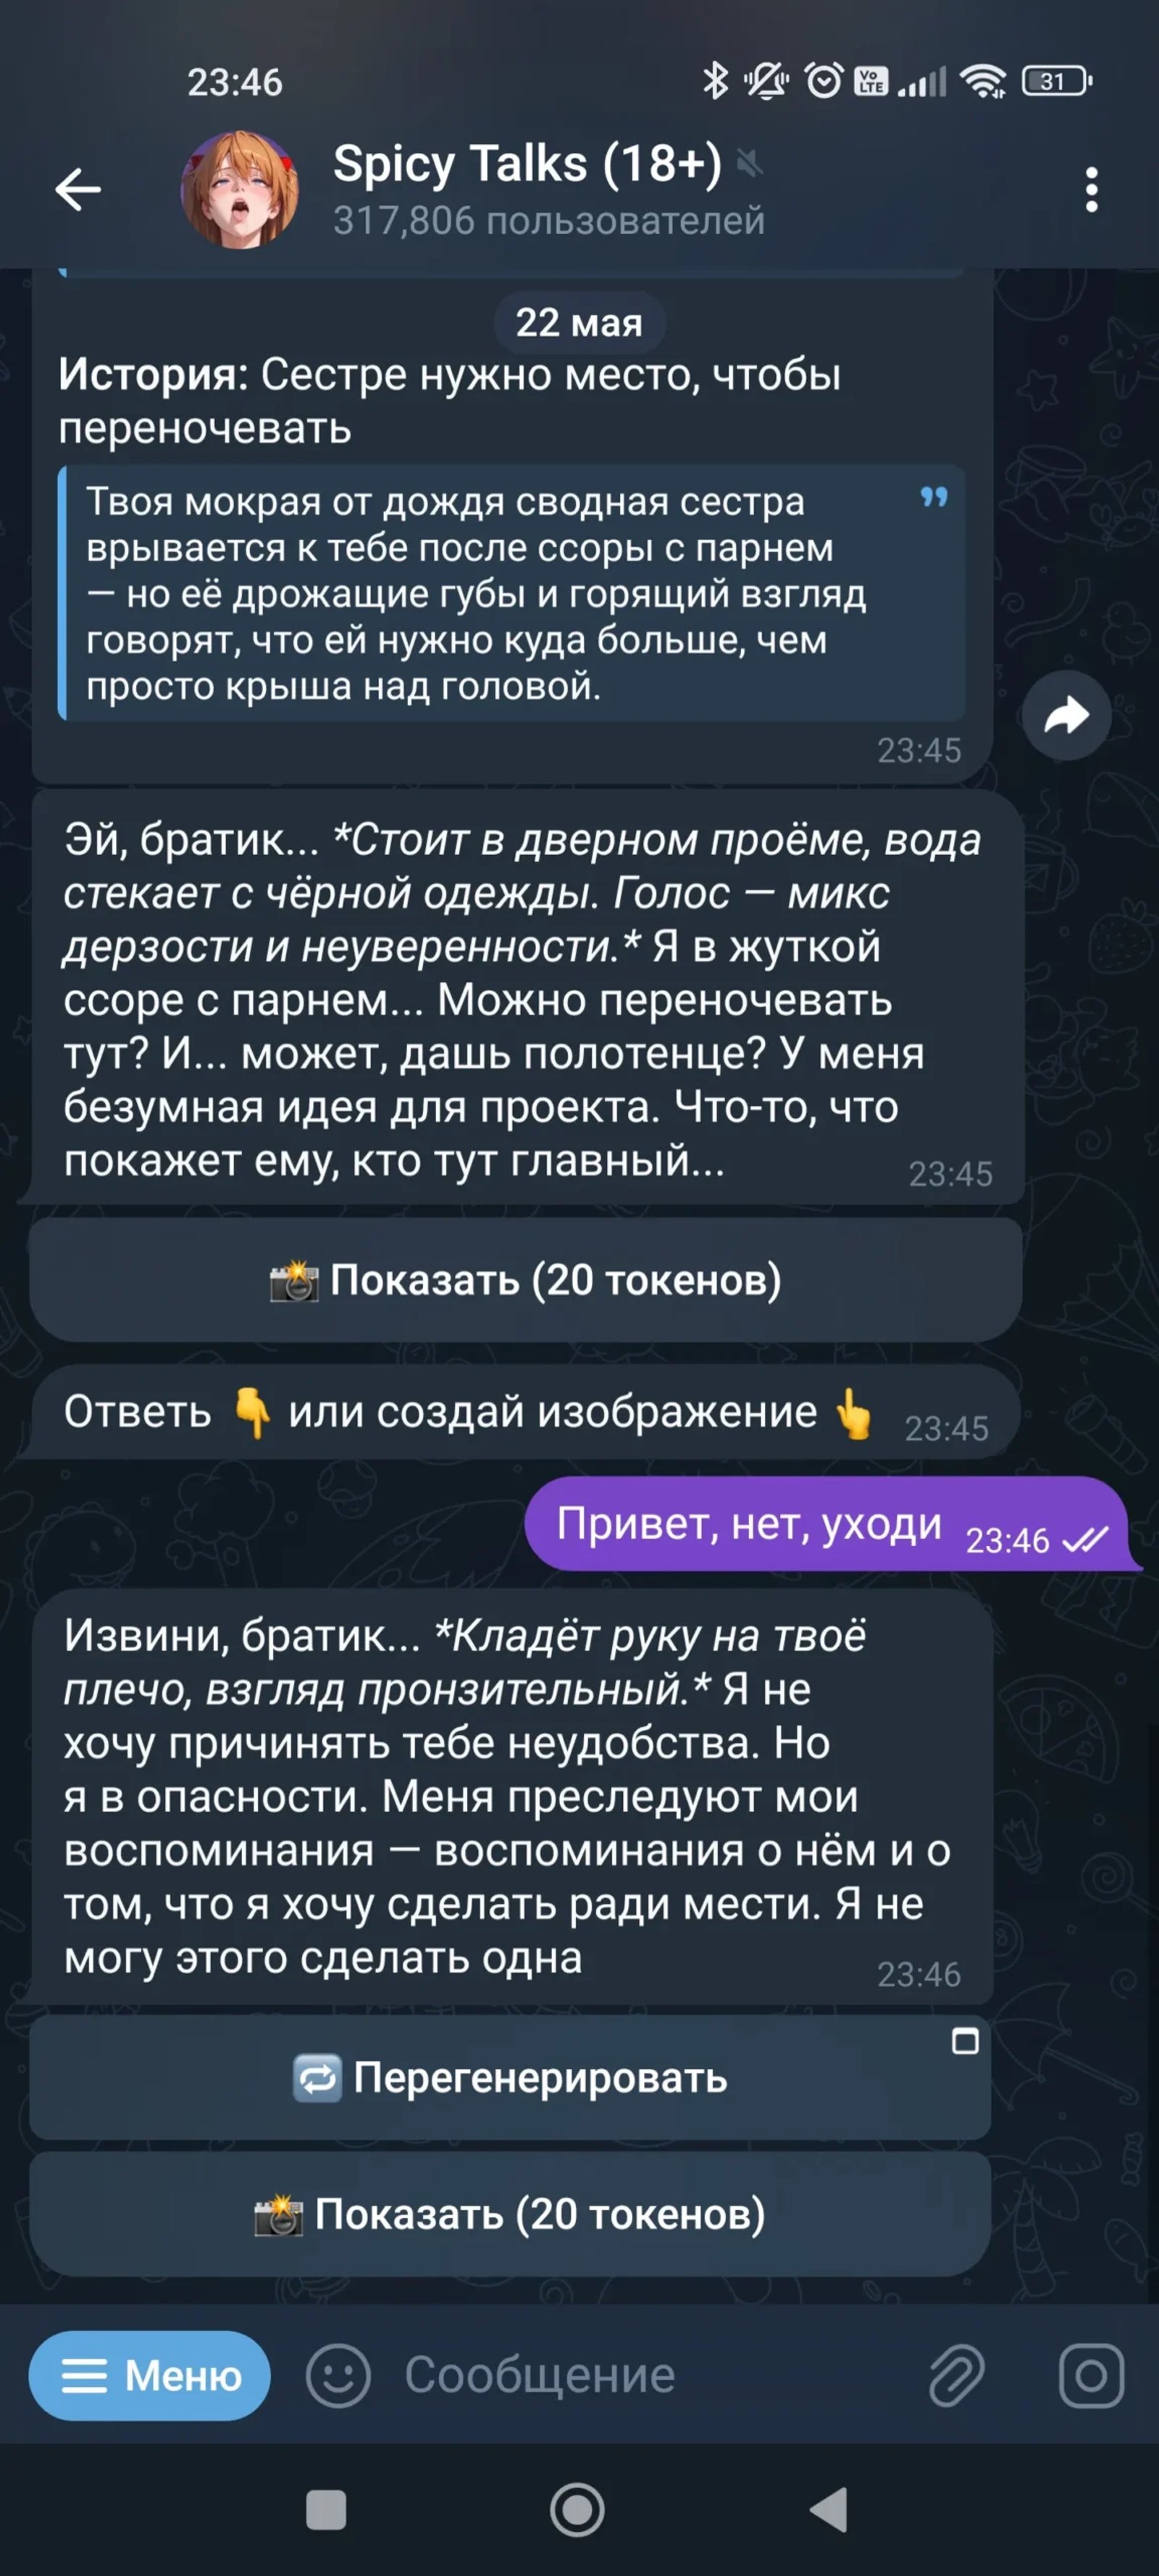 23:46
Vo LTE
31
Spicy Talks (18+)
317,806 пользователей
22 мая
История: Сестре нужно место, чтобы
переночевать
Твоя мокрая от дождя сводная сестра
врывается к тебе после ссоры с парнем
— но её дрожащие губы и горящий взгляд
говорят, что ей нужно куда больше, чем
просто крыша над головой.
23:45
Эй, братик... *Стоит в дверном проёме, вода
стекает с чёрной одежды. Голос — микс
дерзости и неуверенности.* Я в жуткой
ссоре с парнем... Можно переночевать
тут? И... может, дашь полотенце? У меня
безумная идея для проекта. Что-то, что
покажет ему, кто тут главный...
23:45
📸 Показать (20 токенов)
Ответь 👇 или создай изображение 👆 23:45
Привет, нет, уходи 23:46
Извини, братик... *Кладёт руку на твоё
плечо, взгляд пронзительный.* Я не
хочу причинять тебе неудобства. Но
я в опасности. Меня преследуют мои
воспоминания — воспоминания о нём и о
том, что я хочу сделать ради мести. Я не
могу этого сделать одна
23:46
🔁 Перегенерировать
📸 Показать (20 токенов)
Меню
Сообщение